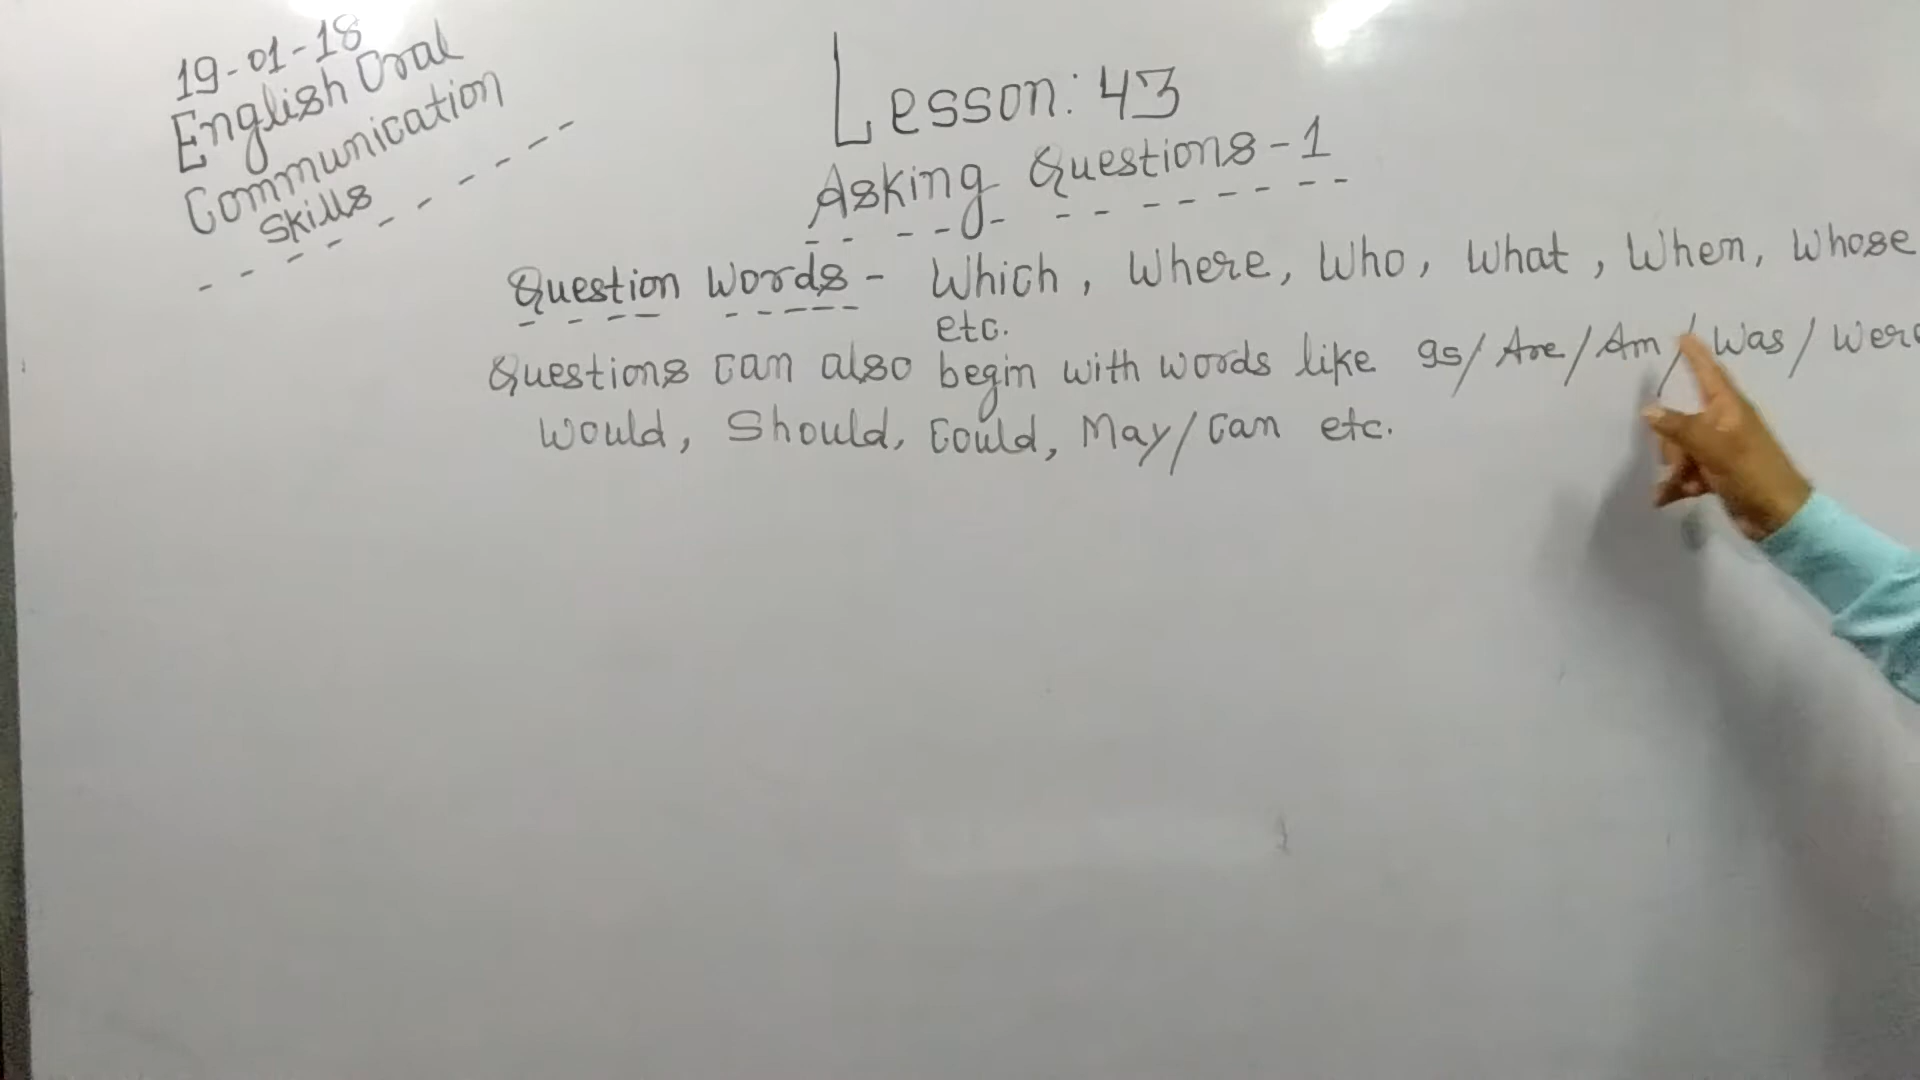 19-01-18
English Oral
Communication
Skills
Lesson: 43
Asking Questions-1
Question Words - Which, Where, Who, What, When, Whose
etc.
Questions can also begin with words like Is/Are/Am/Was/Were
Would, Should, Could, May/Can etc.